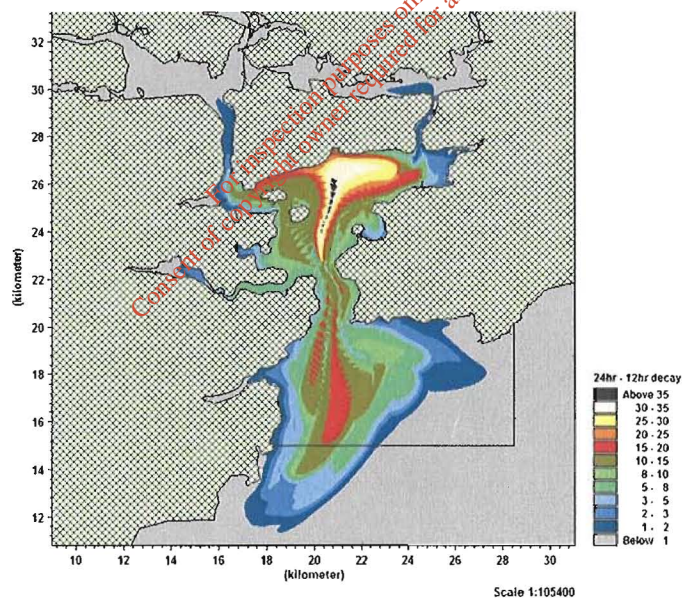 For inspection purposes only.
Consent of copyright owner required for a
32
30
28
26
24
22
20
18
16
14
12
(kilometer)
10 12 14 16 18 20 22 24 26 28 30
(kilometer)
Scale 1:105400
24hr - 12hr decay
Above 35
30 - 35
25 - 30
20 - 25
15 - 20
10 - 15
8 - 10
5 - 8
3 - 5
2 - 3
1 - 2
Below 1